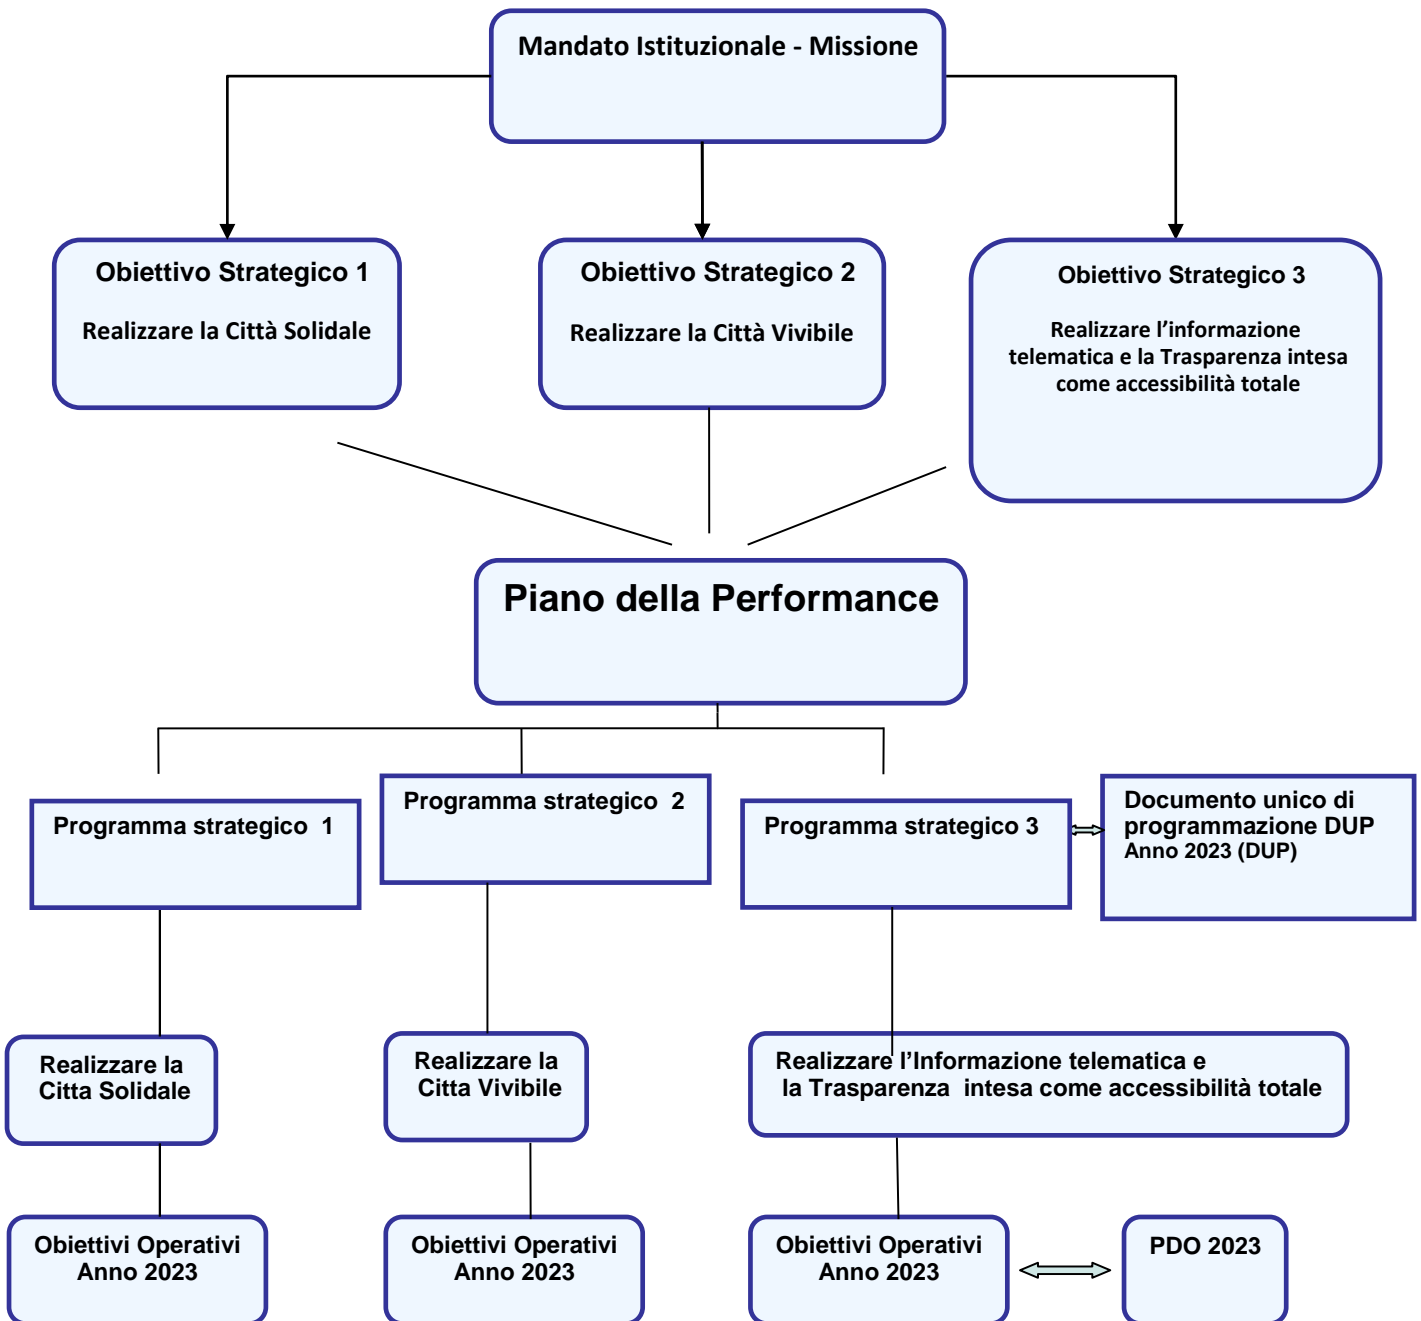 Mandato Istituzionale - Missione
Obiettivo Strategico 1
Realizzare la Città Solidale
Obiettivo Strategico 2
Realizzare la Città Vivibile
Obiettivo Strategico 3
Realizzare l’informazione
telematica e la Trasparenza intesa
come accessibilità totale
Piano della Performance
Programma strategico 1
Programma strategico 2
Programma strategico 3
Documento unico di
programmazione DUP
Anno 2023 (DUP)
Realizzare la
Citta Solidale
Realizzare la
Citta Vivibile
Realizzare l’Informazione telematica e
la Trasparenza intesa come accessibilità totale
Obiettivi Operativi
Anno 2023
Obiettivi Operativi
Anno 2023
Obiettivi Operativi
Anno 2023
PDO 2023